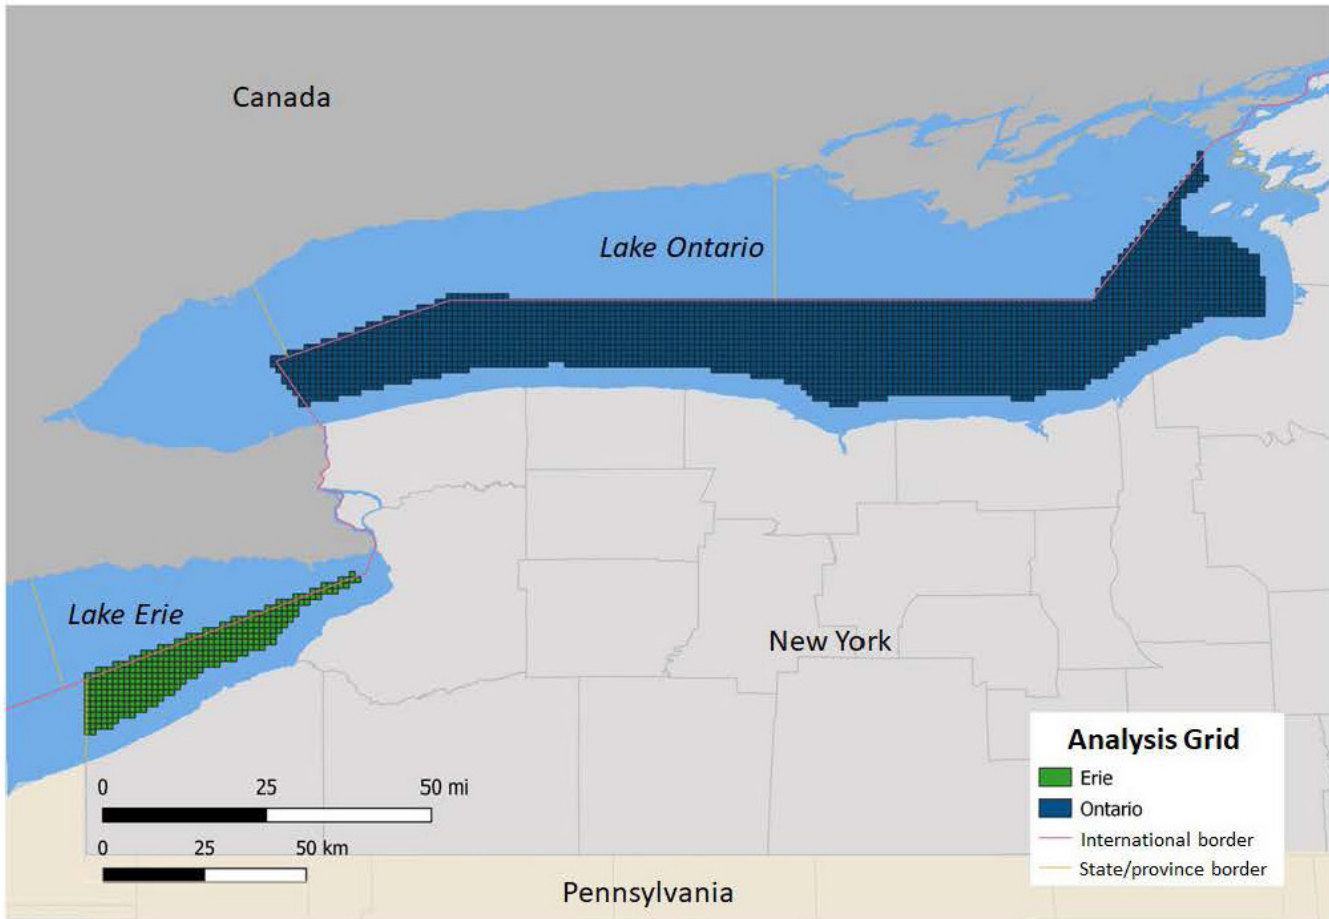 Canada
Lake Ontario
Lake Erie
New York
Analysis Grid
Erie
Ontario
International border
State/province border
0 25 50 mi
0 25 50 km
Pennsylvania